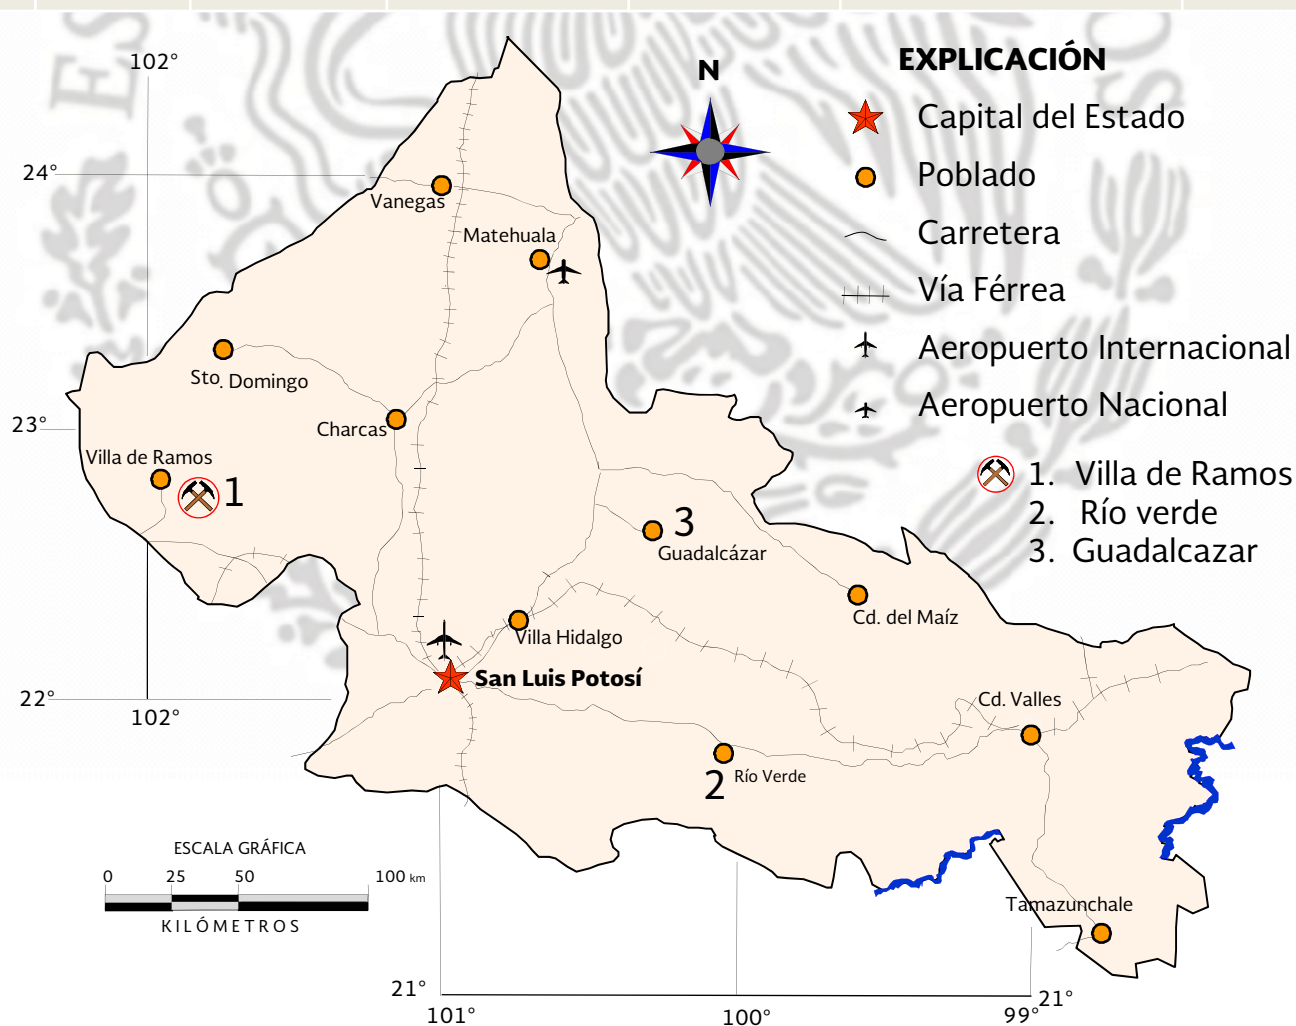 ES
OS
102°
N
EXPLICACIÓN
Capital del Estado
24°
Poblado
Vanegas
Carretera
Matehuala
Vía Férrea
Aeropuerto Internacional
Sto. Domingo
Aeropuerto Nacional
23°
Charcas
Villa de Ramos
1
1. Villa de Ramos
2. Río verde
3. Guadalcazar
3
Guadalcázar
Cd. del Maíz
Villa Hidalgo
San Luis Potosí
22°
102°
Cd. Valles
2
Río Verde
ESCALA GRÁFICA
0 25 50 100 km
KILÓMETROS
Tamazunchale
21°
21°
101°
100°
99°